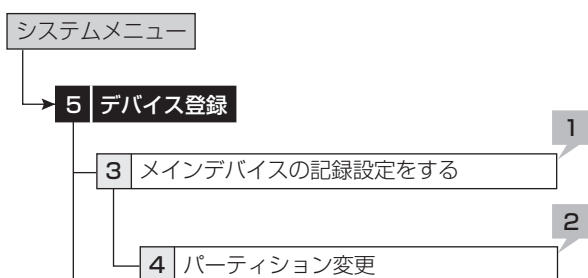 システムメニュー
5 デバイス登録
1
3 メインデバイスの記録設定をする
2
4 パーティション変更